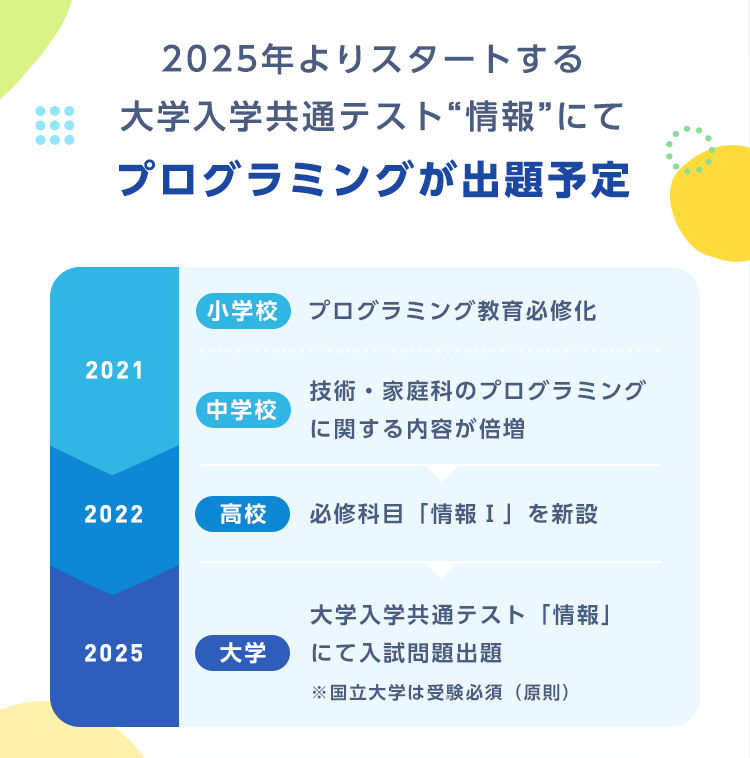 2025年よりスタートする
大学入学共通テスト“情報”にて
プログラミングが出題予定
2021
小学校
プログラミング教育必修化
中学校
技術・家庭科のプログラミング
に関する内容が倍増
2022
高校
必修科目「情報Ⅰ」を新設
2025
大学
大学入学共通テスト「情報」
にて入試問題出題
※国立大学は受験必須（原則）